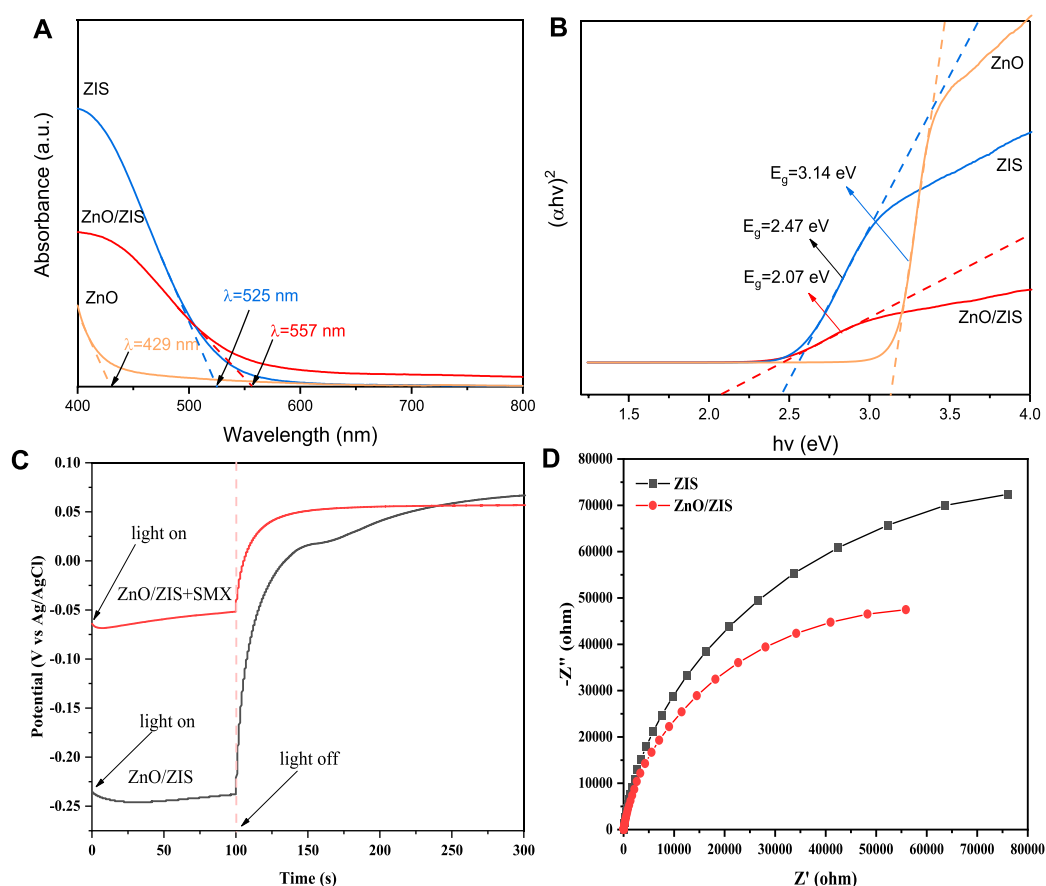 A
ZIS
ZnO/ZIS
ZnO
λ=525 nm
λ=557 nm
λ=429 nm
Absorbance (a.u.)
400 500 600 700 800
Wavelength (nm)
B
ZnO
ZIS
ZnO/ZIS
Eg=3.14 eV
Eg=2.47 eV
Eg=2.07 eV
(αhν)²
1.5 2.0 2.5 3.0 3.5 4.0
hν (eV)
C
0.10
0.05
0.00
-0.05
-0.10
-0.15
-0.20
-0.25
Potential (V vs Ag/AgCl)
light on
ZnO/ZIS+SMX
light on
ZnO/ZIS
light off
0 50 100 150 200 250 300
Time (s)
D
80000
70000
60000
50000
40000
30000
20000
10000
0
-Z'' (ohm)
ZIS
ZnO/ZIS
0 10000 20000 30000 40000 50000 60000 70000 80000
Z' (ohm)